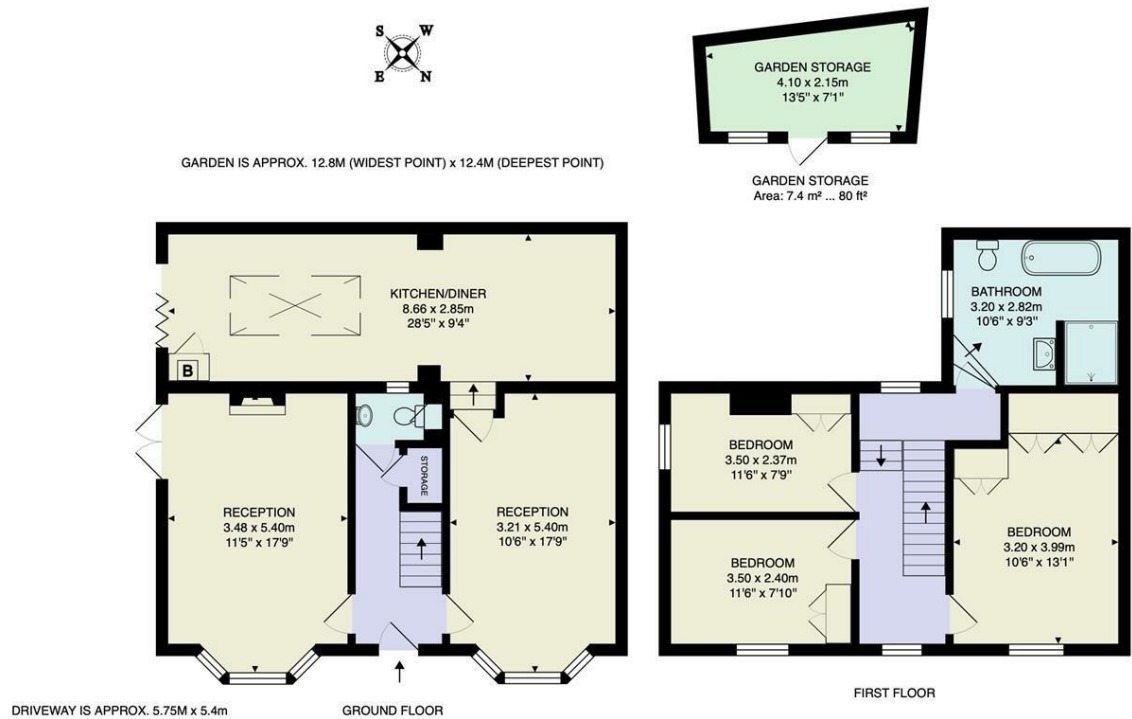 S W
E N
GARDEN IS APPROX. 12.8M (WIDEST POINT) x 12.4M (DEEPEST POINT)
GARDEN STORAGE
4.10 x 2.15m
13'5" x 7'1"
GARDEN STORAGE
Area: 7.4 m² ... 80 ft²
KITCHEN/DINER
8.66 x 2.85m
28'5" x 9'4"
B
STORAGE
RECEPTION
3.48 x 5.40m
11'5" x 17'9"
RECEPTION
3.21 x 5.40m
10'6" x 17'9"
BATHROOM
3.20 x 2.82m
10'6" x 9'3"
BEDROOM
3.50 x 2.37m
11'6" x 7'9"
BEDROOM
3.50 x 2.40m
11'6" x 7'10"
BEDROOM
3.20 x 3.99m
10'6" x 13'1"
DRIVEWAY IS APPROX. 5.75M x 5.4m
GROUND FLOOR
FIRST FLOOR